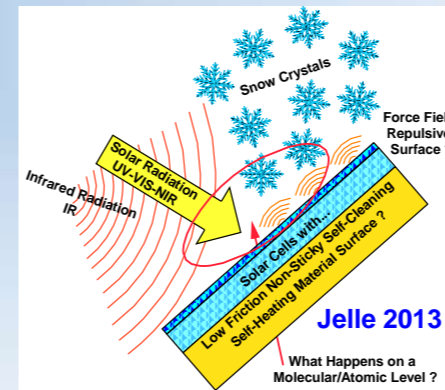 Snow Crystals
Force Fiel
Repulsive
Surface ?
Solar Radiation
UV-VIS-NIR
Infrared Radiation
IR
Solar Cells with...
Low Friction Non-Sticky Self-Cleaning
Self-Heating Material Surface ?
Jelle 2013
What Happens on a
Molecular/Atomic Level ?